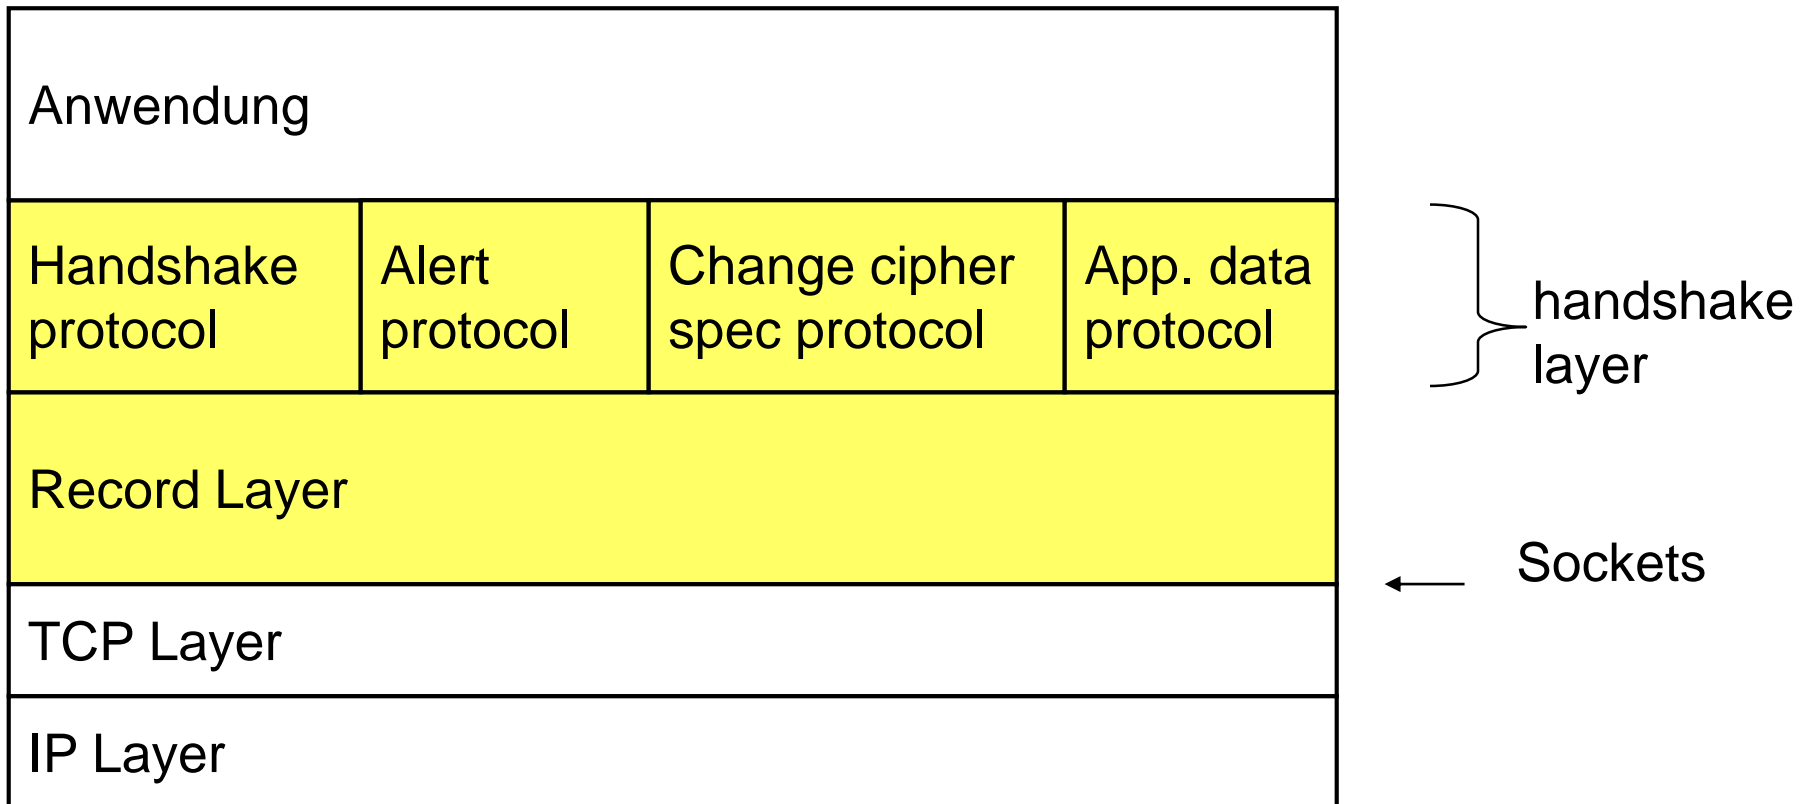 Anwendung
Handshake
protocol
Alert
protocol
Change cipher
spec protocol
App. data
protocol
handshake
layer
Record Layer
Sockets
TCP Layer
IP Layer